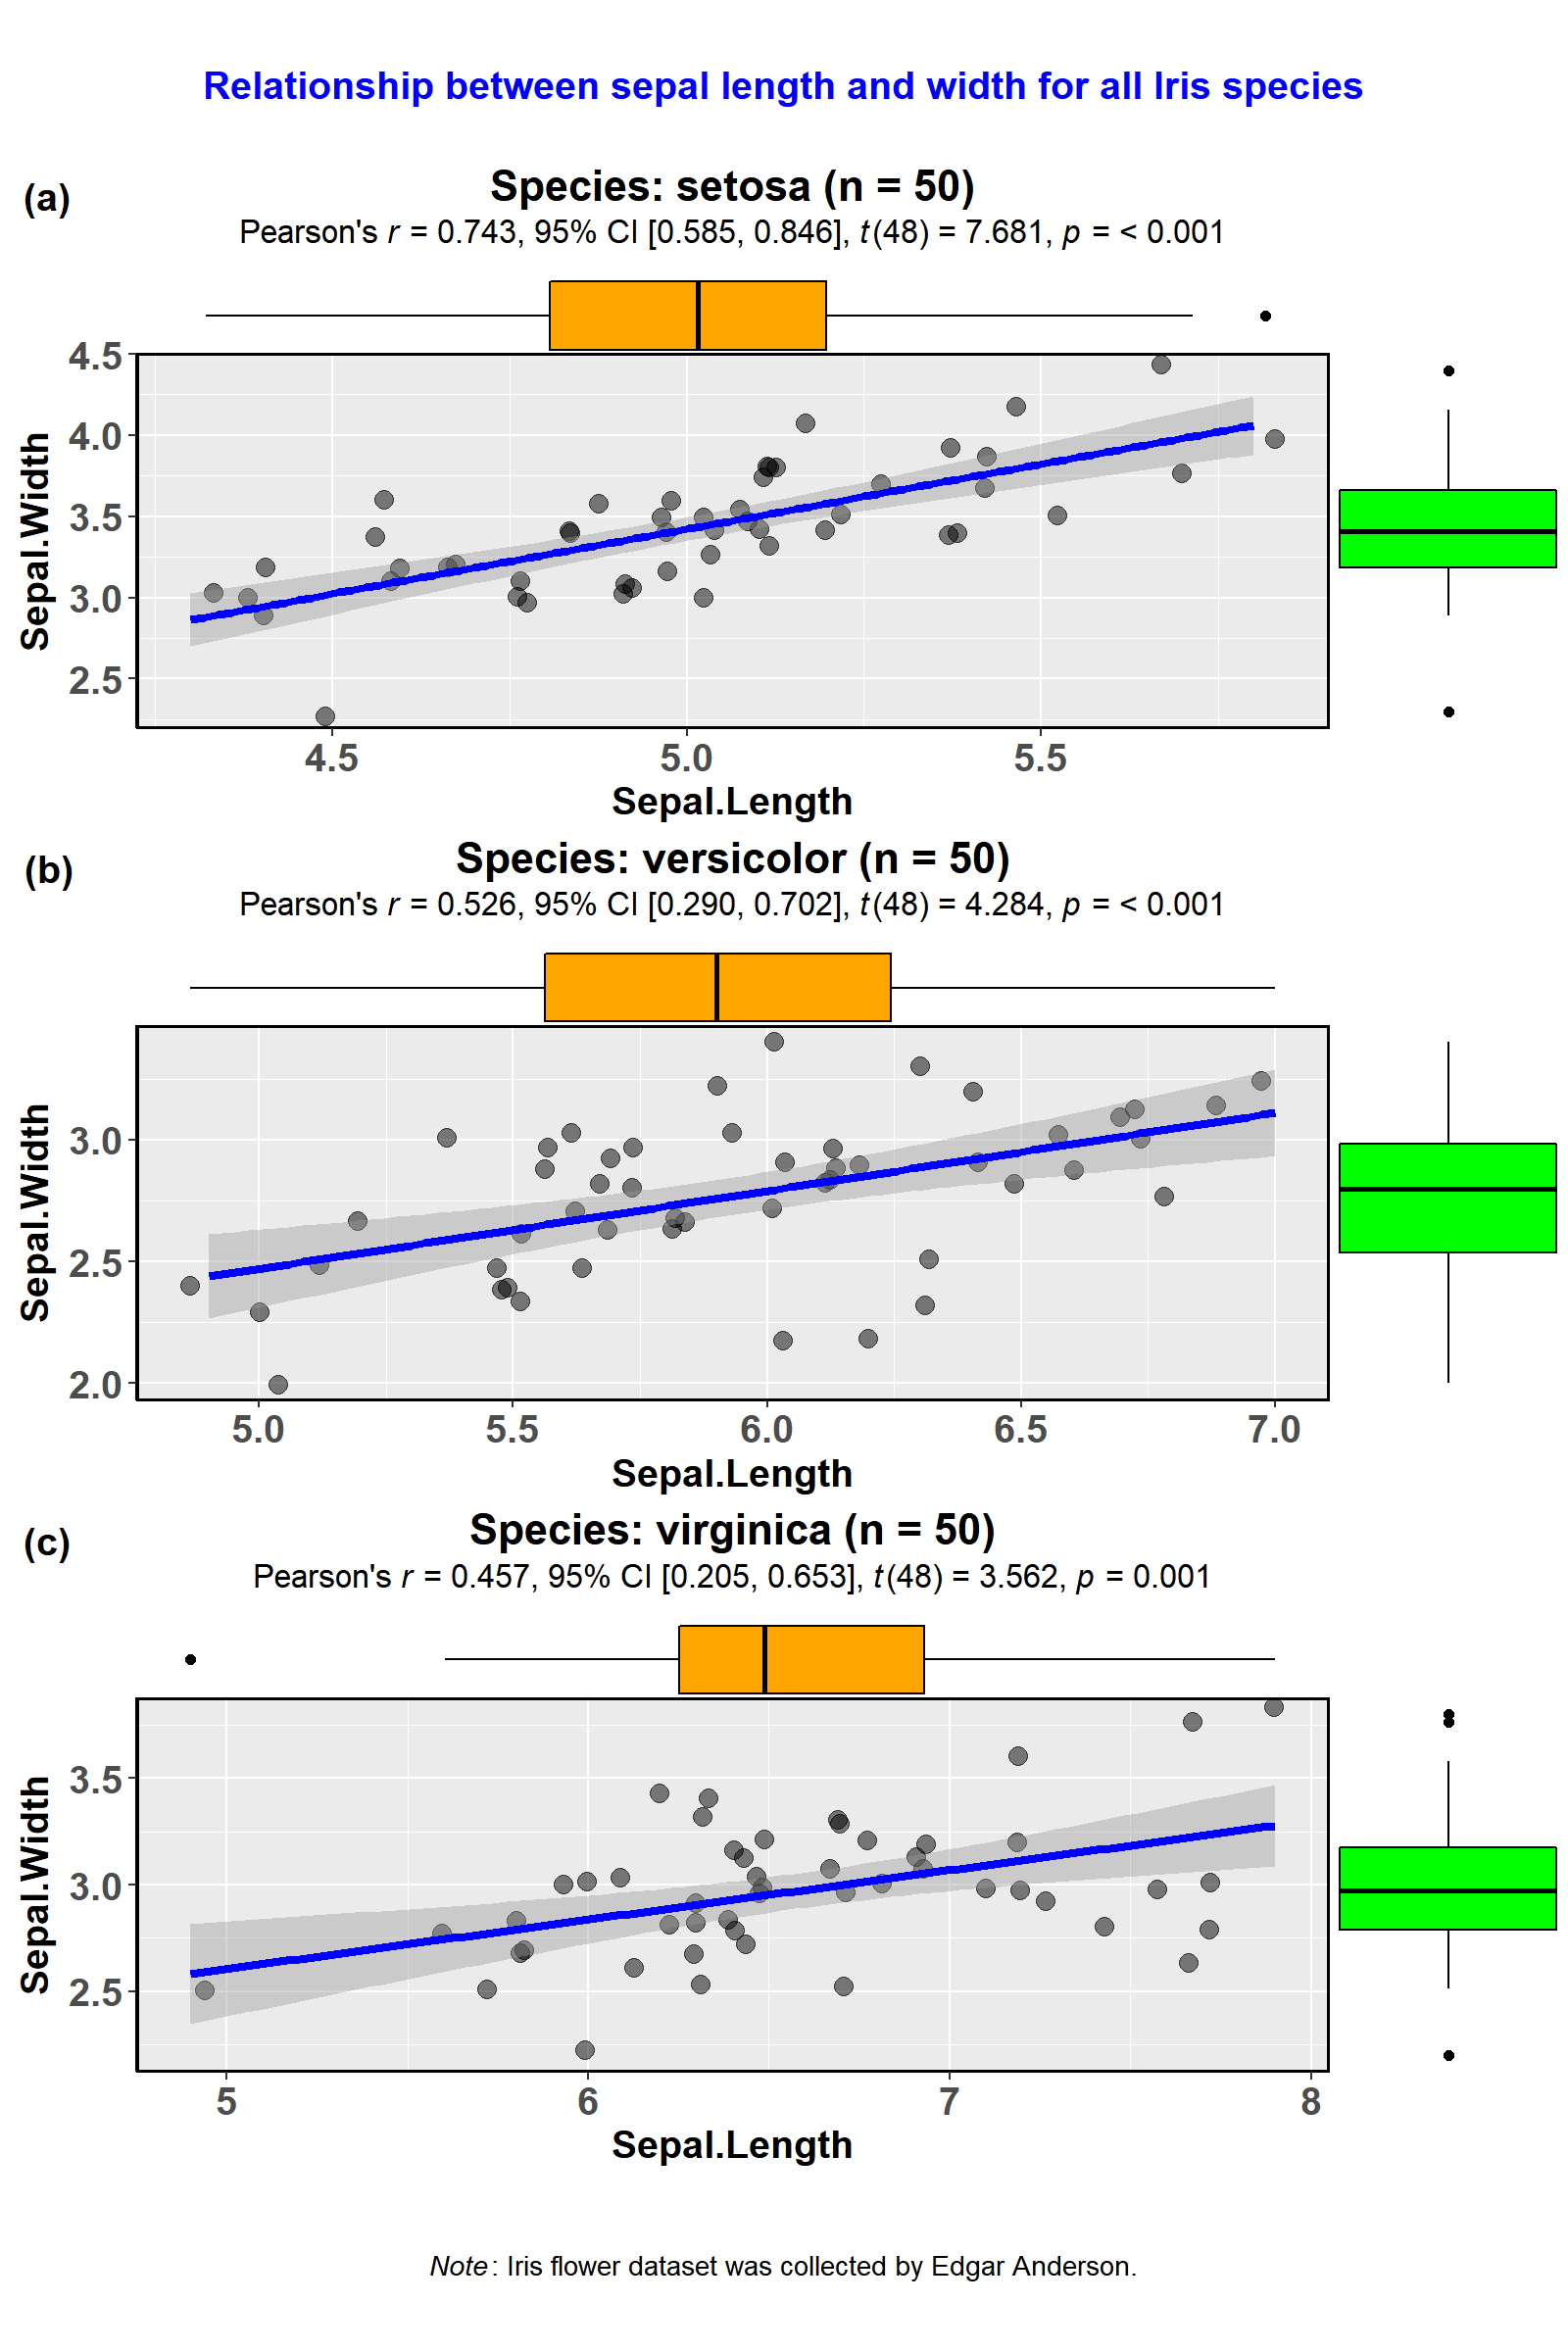 Relationship between sepal length and width for all Iris species
(a)
Species: setosa (n = 50)
Pearson's r = 0.743, 95% CI [0.585, 0.846], t(48) = 7.681, p = < 0.001
4.5
4.0
3.5
3.0
2.5
Sepal.Width
4.5 5.0 5.5
Sepal.Length
(b)
Species: versicolor (n = 50)
Pearson's r = 0.526, 95% CI [0.290, 0.702], t(48) = 4.284, p = < 0.001
3.0
2.5
2.0
Sepal.Width
5.0 5.5 6.0 6.5 7.0
Sepal.Length
(c)
Species: virginica (n = 50)
Pearson's r = 0.457, 95% CI [0.205, 0.653], t(48) = 3.562, p = 0.001
3.5
3.0
2.5
Sepal.Width
5 6 7 8
Sepal.Length
Note: Iris flower dataset was collected by Edgar Anderson.